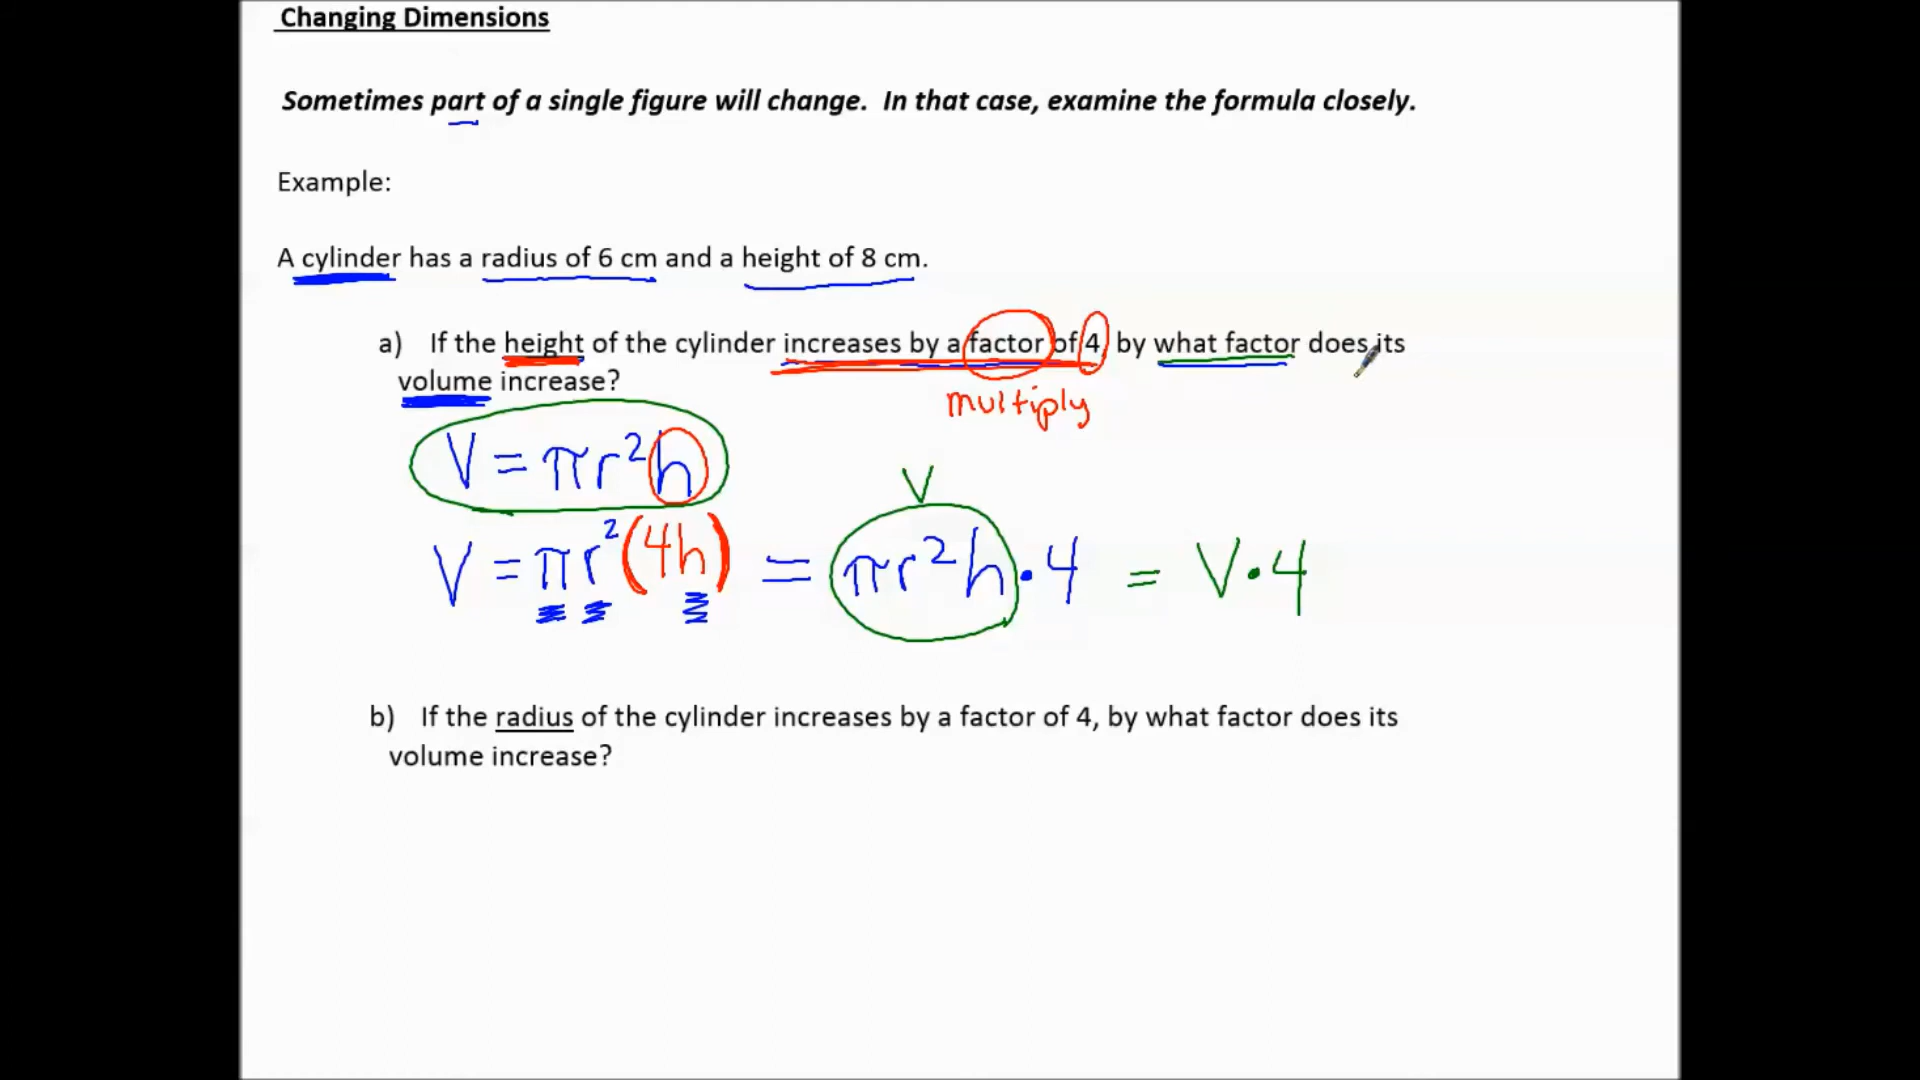 Changing Dimensions
Sometimes part of a single figure will change. In that case, examine the formula closely.
Example:
A cylinder has a radius of 6 cm and a height of 8 cm.
a) If the height of the cylinder increases by a factor of 4, by what factor does its
volume increase?
multiply
V = πr²h
V
V = πr²(4h) = πr²h·4 = V·4
b) If the radius of the cylinder increases by a factor of 4, by what factor does its
volume increase?